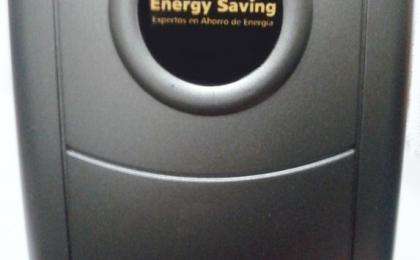 Energy Saving
Expertos en Ahorro de Energía